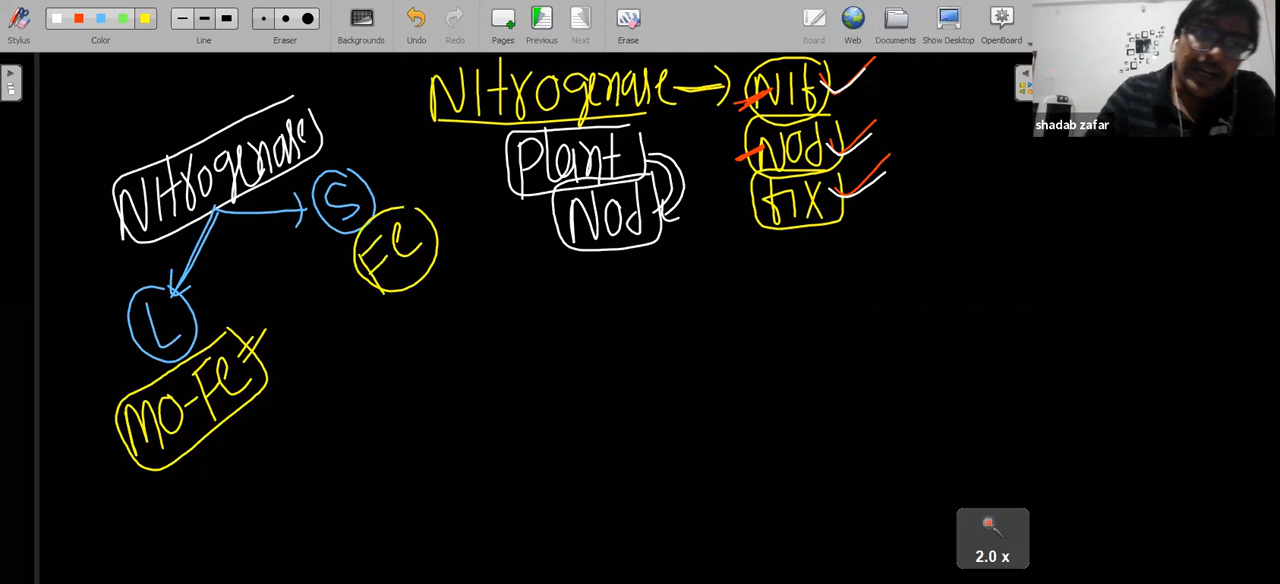 Stylus
Color
Line
Eraser
Backgrounds
Undo
Redo
Pages
Previous
Next
Erase
Board
Web
Documents
Show Desktop
OpenBoard
shadab zafar
Nitrogenase → Nif
Plant Nod
Nod fix
Nitrogenase
S
Fe
L
Mo-Fe
2.0 x